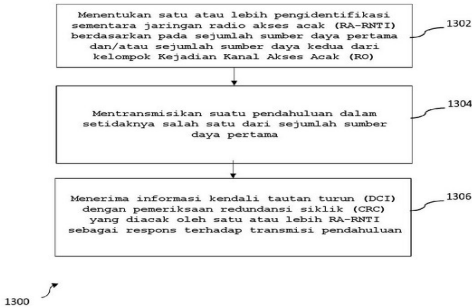 Menentukan satu atau lebih pengidentifikasi
sementara jaringan radio akses acak (RA-RNTI)
berdasarkan pada sejumlah sumber daya pertama
dan/atau sejumlah sumber daya kedua dari
kelompok Kejadian Kanal Akses Acak (RO)
1302
Mentransmisikan suatu pendahuluan dalam
setidaknya salah satu dari sejumlah sumber
daya pertama
1304
Menerima informasi kendali tautan turun (DCI)
dengan pemeriksaan redundansi siklik (CRC)
yang diacak oleh satu atau lebih RA-RNTI
sebagai respons terhadap transmisi pendahuluan
1306
1300